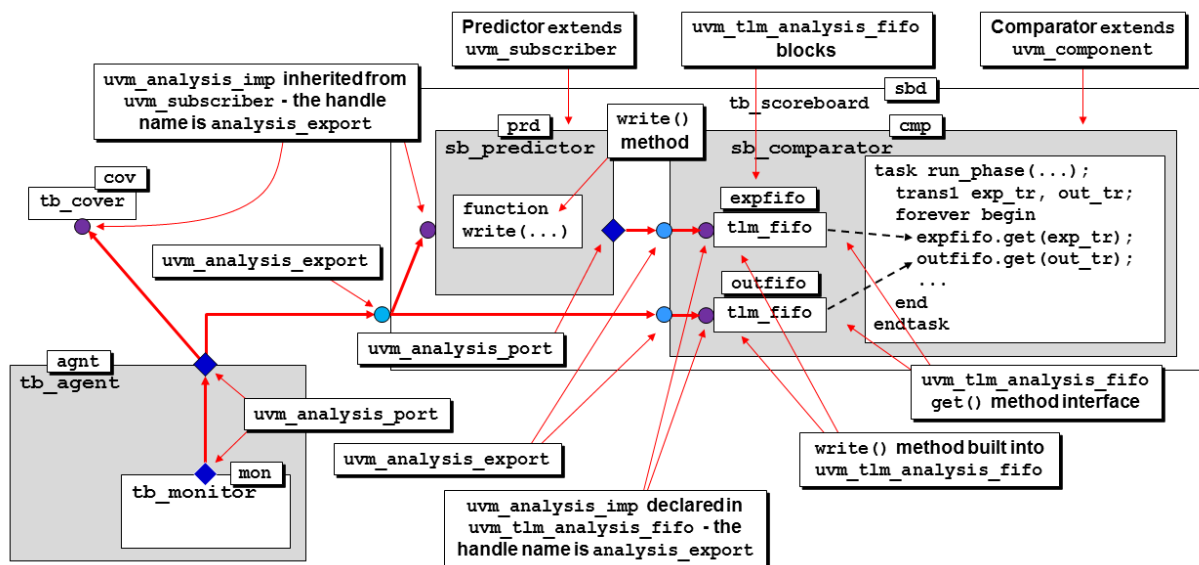 Predictor extends
uvm_subscriber
uvm_tlm_analysis_fifo
blocks
Comparator extends
uvm_component
uvm_analysis_imp inherited from
uvm_subscriber - the handle
name is analysis_export
sbd
tb_scoreboard
prd
sb_predictor
write()
method
cmp
sb_comparator
cov
tb_cover
function
write(...)
expfifo
tlm_fifo
outfifo
tlm_fifo
task run_phase(...);
trans1 exp_tr, out_tr;
forever begin
expfifo.get(exp_tr);
outfifo.get(out_tr);
...
end
endtask
uvm_analysis_export
uvm_analysis_port
agnt
tb_agent
uvm_analysis_port
mon
tb_monitor
uvm_analysis_export
uvm_tlm_analysis_fifo
get() method interface
write() method built into
uvm_tlm_analysis_fifo
uvm_analysis_imp declared in
uvm_tlm_analysis_fifo - the
handle name is analysis_export